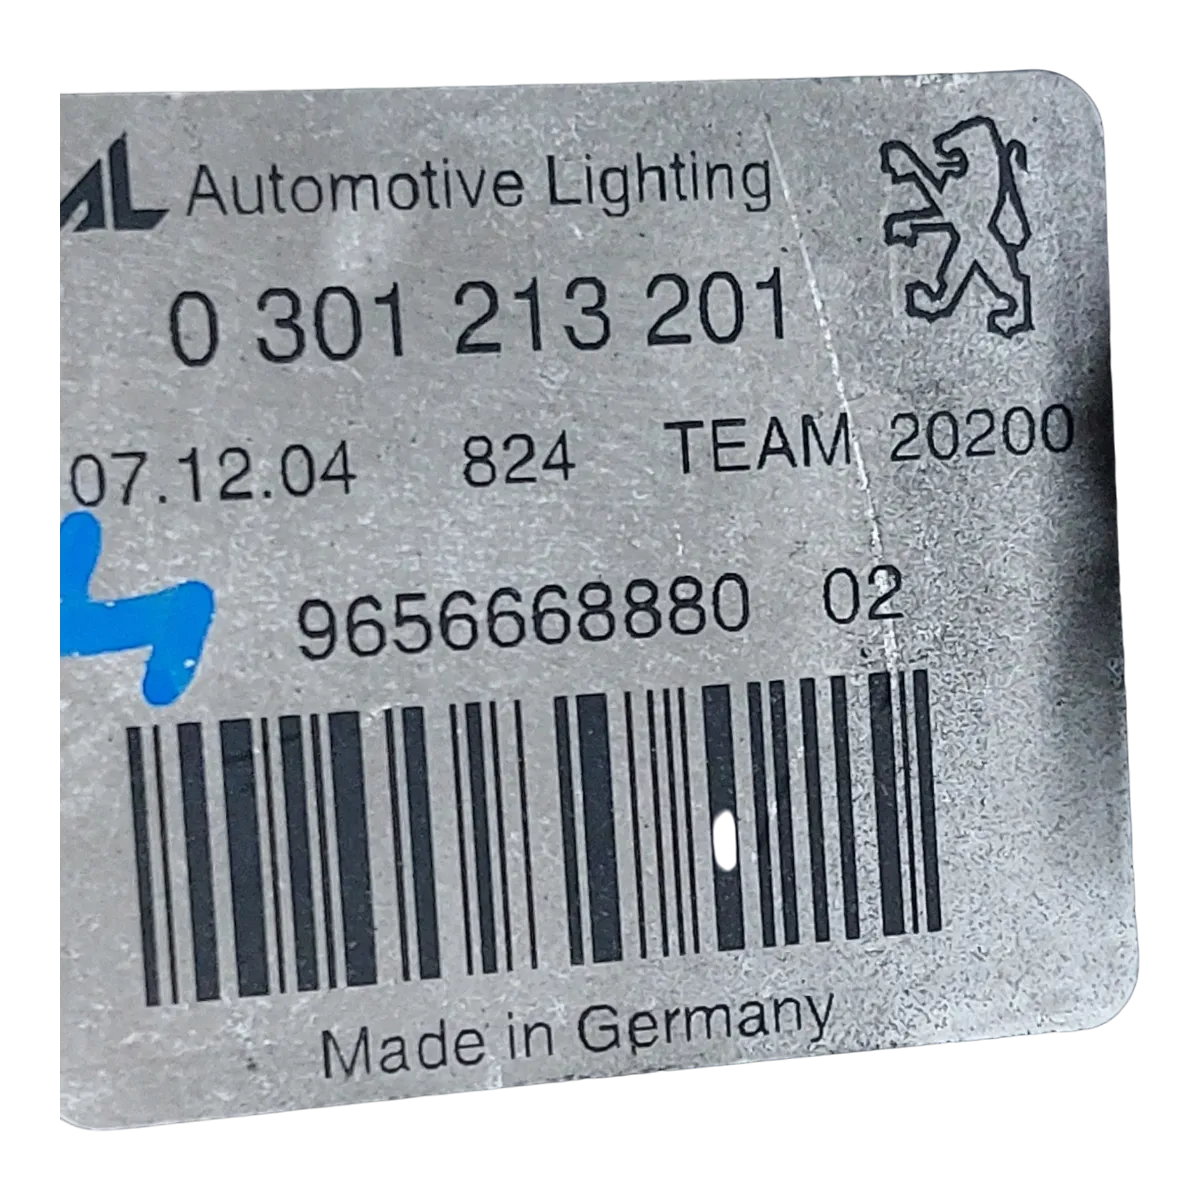 AL Automotive Lighting
0 301 213 201
07.12.04 824 TEAM 20200
9656668880 02
Made in Germany